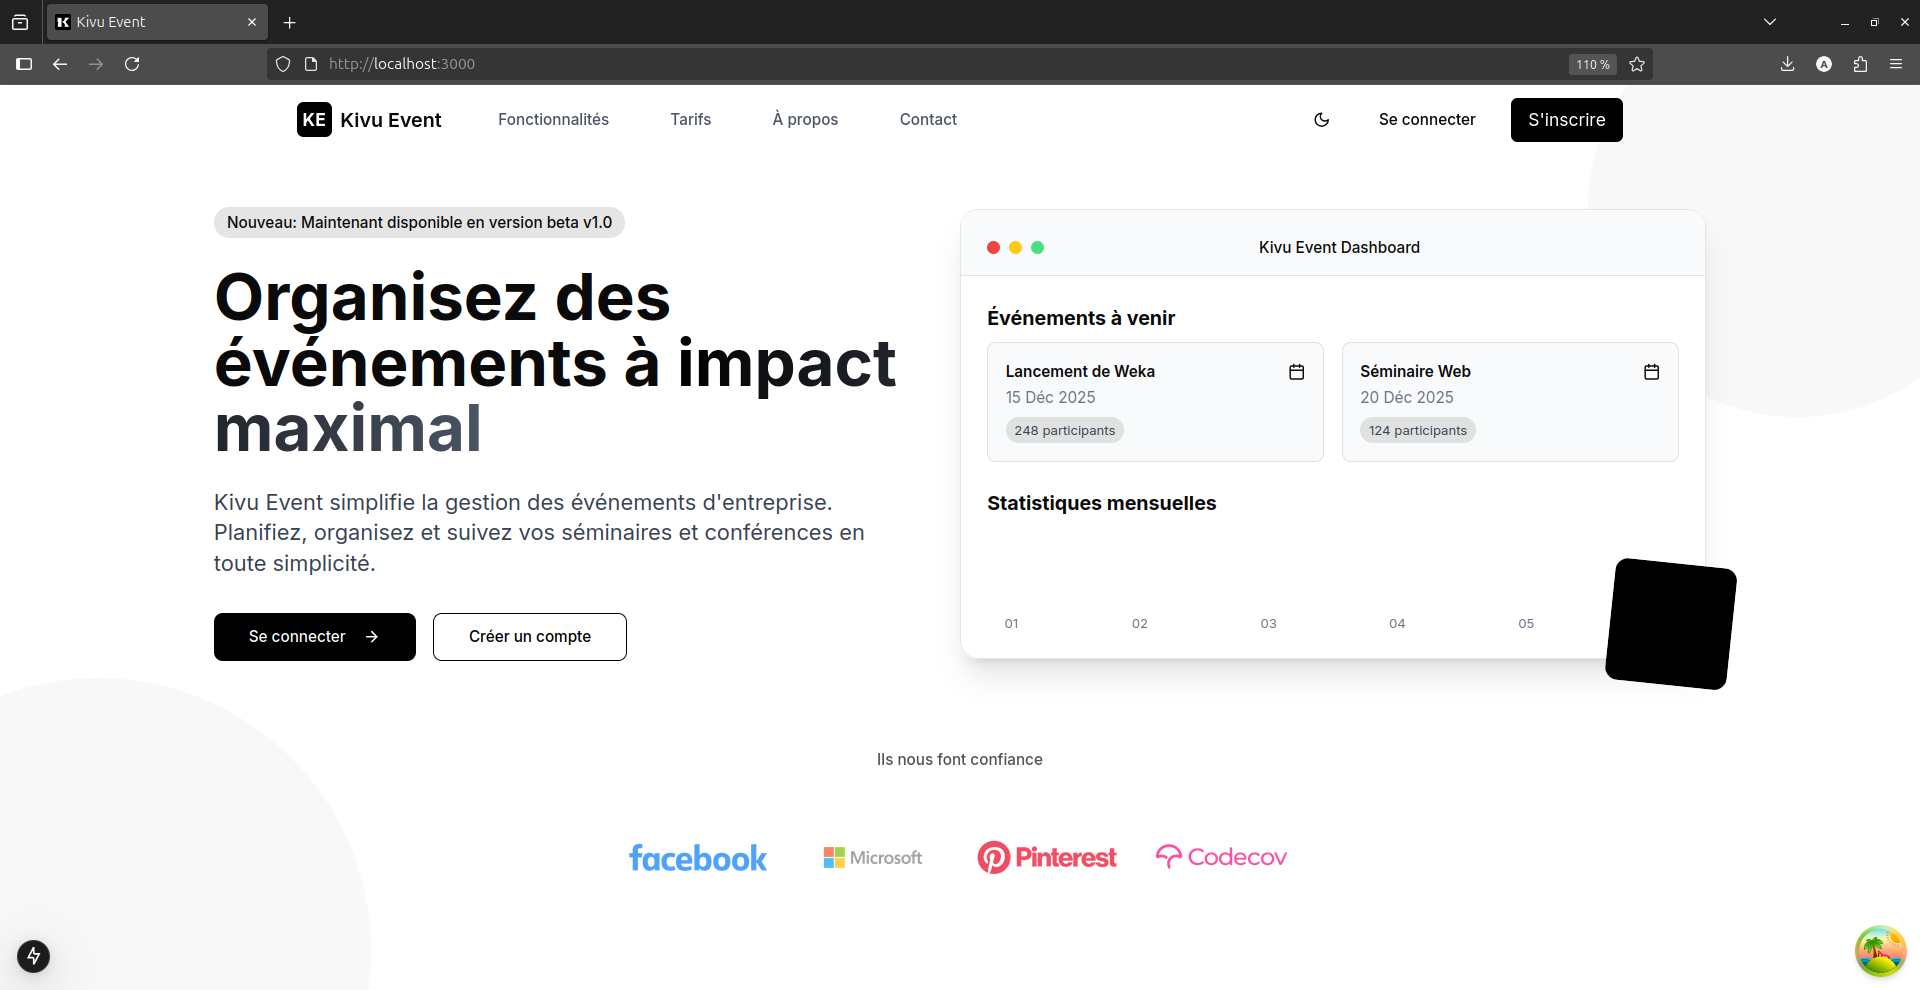 Kivu Event
http://localhost:3000
110 %
A
KE
Kivu Event
Fonctionnalités
Tarifs
À propos
Contact
Se connecter
S'inscrire
Nouveau: Maintenant disponible en version beta v1.0
Organisez des
événements à impact
maximal
Kivu Event simplifie la gestion des événements d'entreprise.
Planifiez, organisez et suivez vos séminaires et conférences en
toute simplicité.
Se connecter
Créer un compte
Kivu Event Dashboard
Événements à venir
Lancement de Weka
15 Déc 2025
248 participants
Séminaire Web
20 Déc 2025
124 participants
Statistiques mensuelles
01
02
03
04
05
Ils nous font confiance
facebook
Microsoft
Pinterest
Codecov